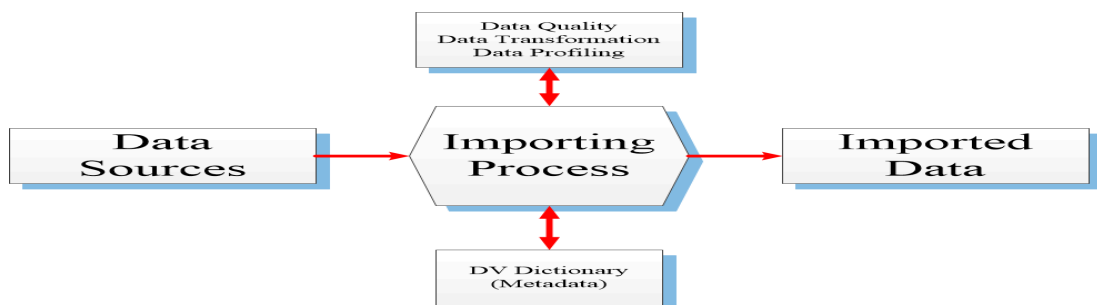 Data Quality
Data Transformation
Data Profiling
Data
Sources
Importing
Process
Imported
Data
DV Dictionary
(Metadata)